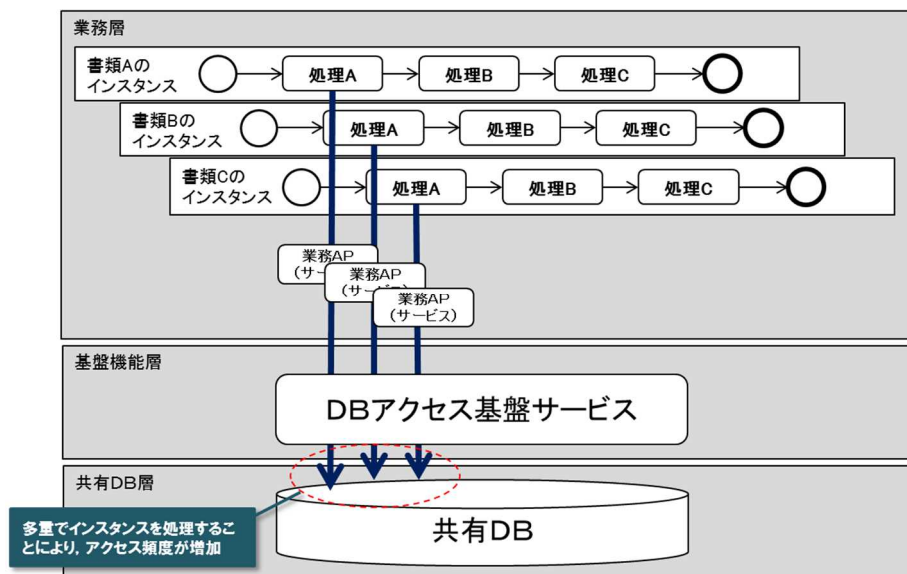 業務層
書類Aの
インスタンス
処理A
処理B
処理C
書類Bの
インスタンス
処理A
処理B
処理C
書類Cの
インスタンス
処理A
処理B
処理C
業務AP
(サー
業務AP
(サービス)
業務AP
(サービス)
基盤機能層
DBアクセス基盤サービス
共有DB層
多重でインスタンスを処理するこ
とにより，アクセス頻度が増加
共有DB